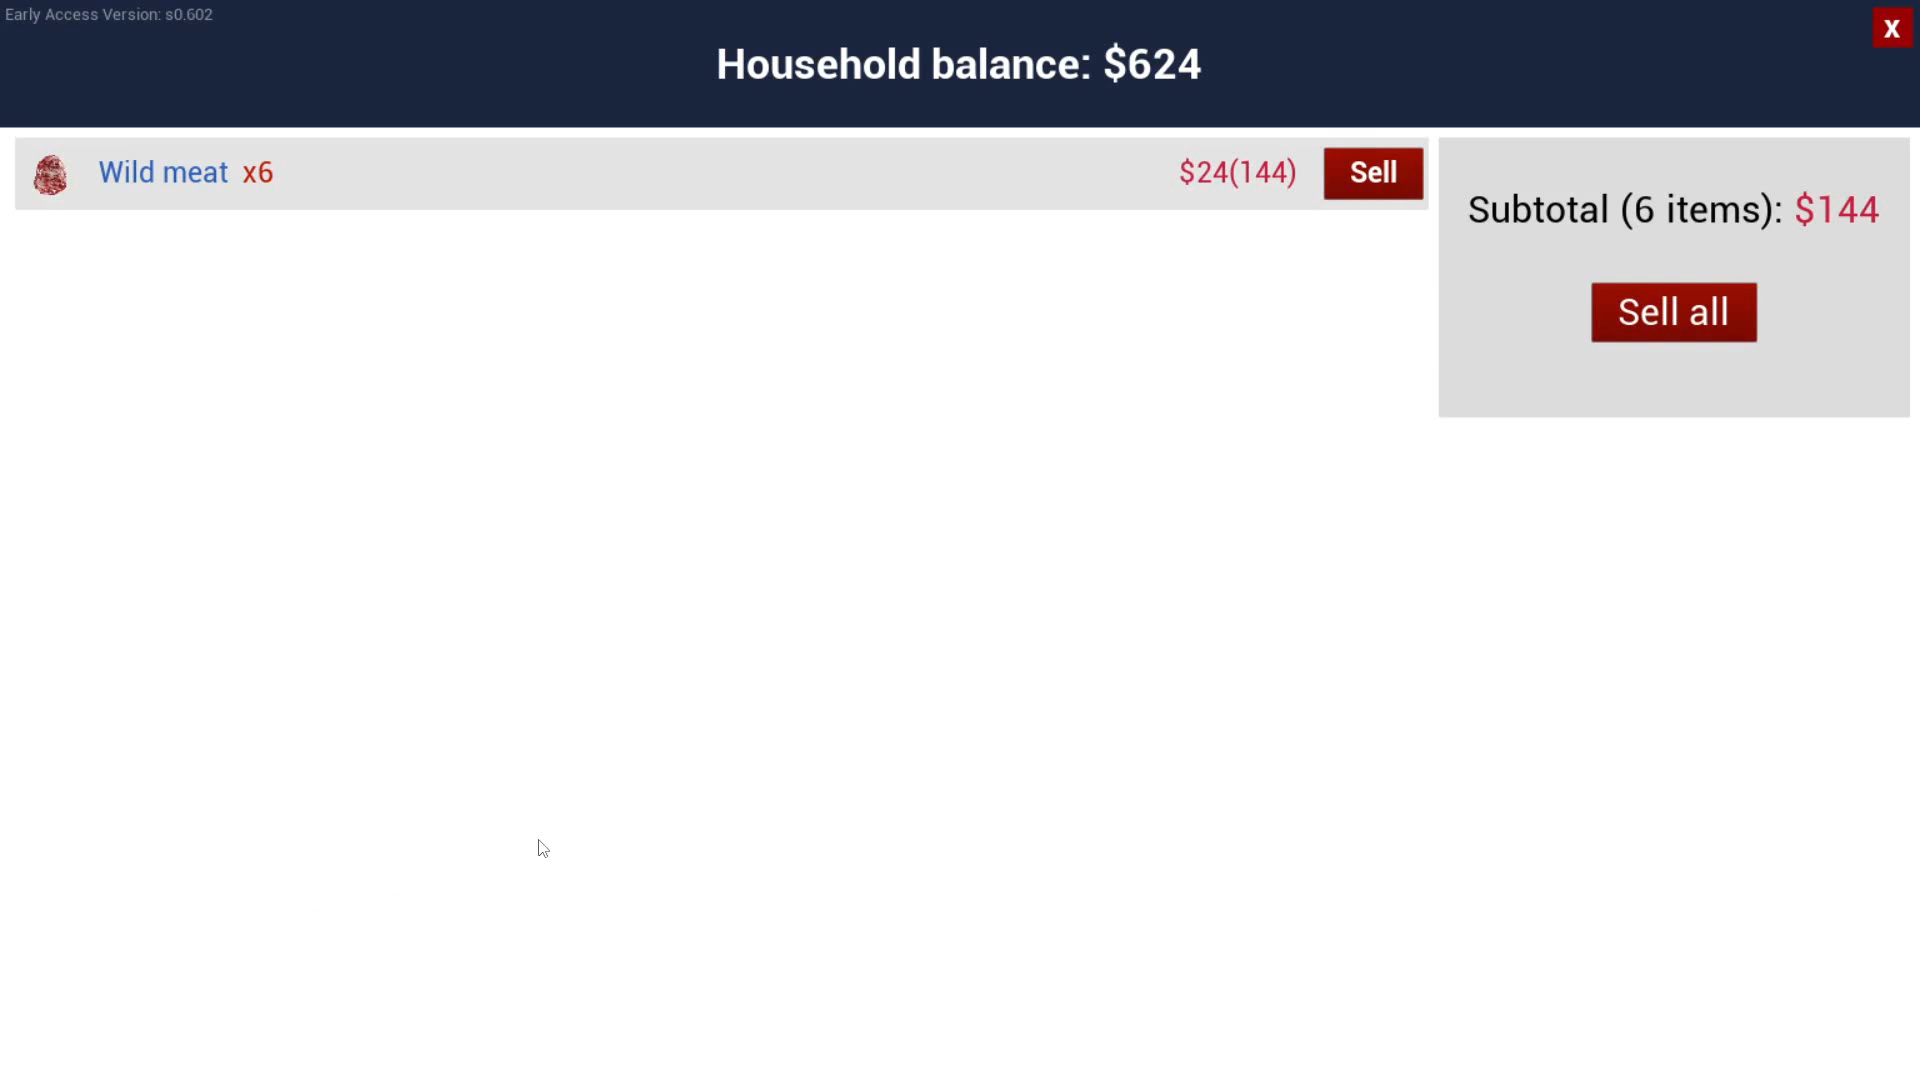 Early Access Version: s0.602
X
Household balance: $624
Wild meat x6 $24(144) Sell
Subtotal (6 items): $144
Sell all